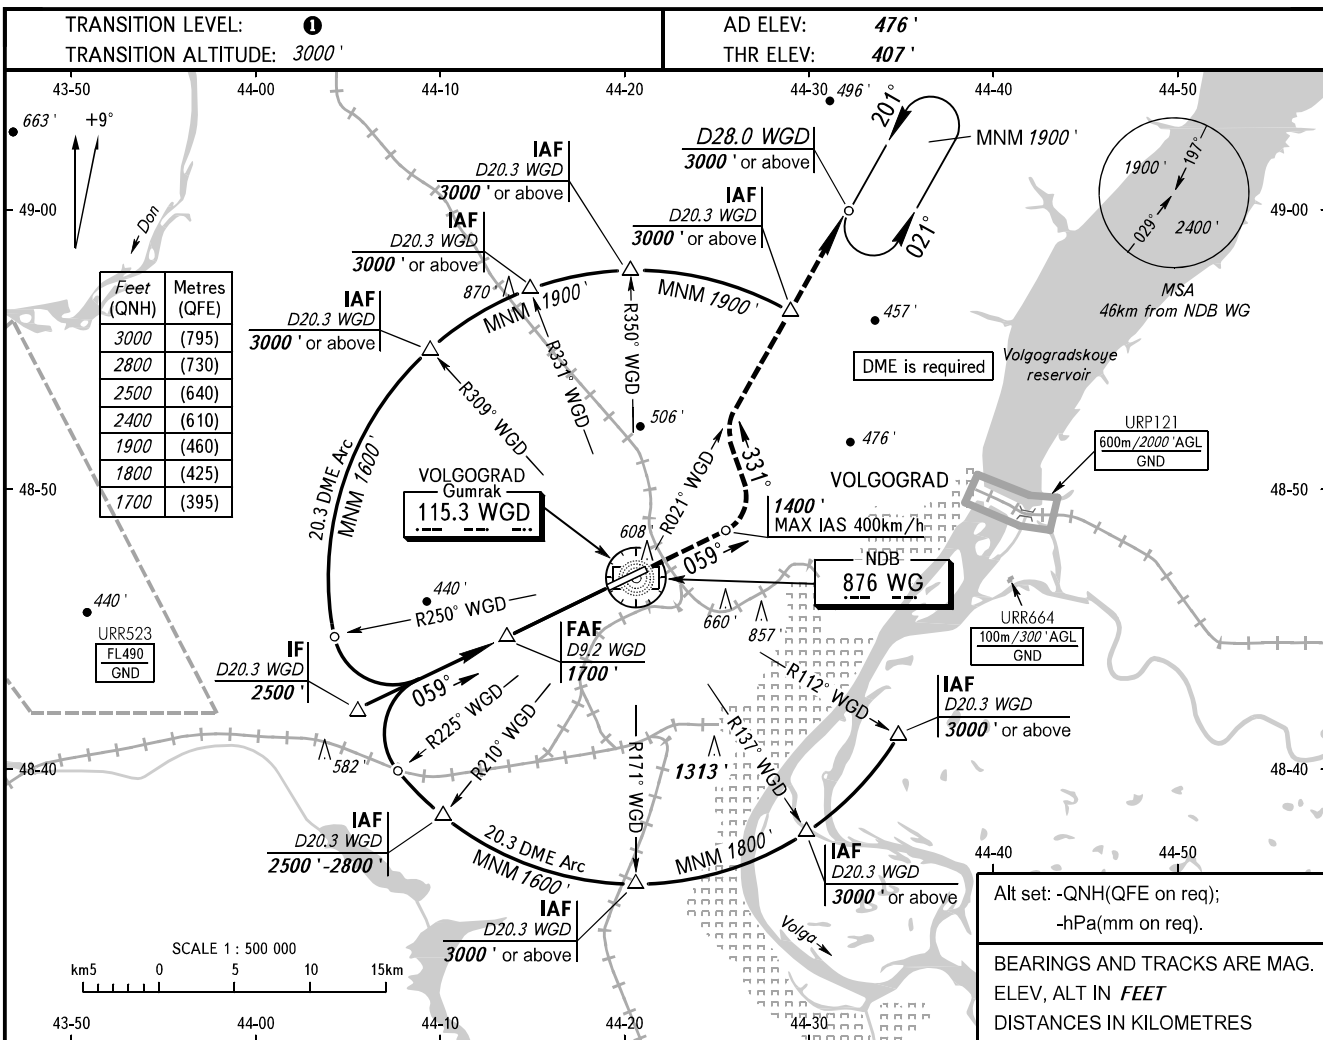 TRANSITION LEVEL: ❶
TRANSITION ALTITUDE: 3000 '
AD ELEV: 476 '
THR ELEV: 407 '
43-50
44-00
44-10
44-20
44-30
44-40
44-50
663 '
+9°
Don
49-00
Feet (QNH) Metres (QFE)
3000 (795)
2800 (730)
2500 (640)
2400 (610)
1900 (460)
1800 (425)
1700 (395)
IAF
D20.3 WGD
3000 ' or above
IAF
D20.3 WGD
3000 ' or above
IAF
D20.3 WGD
3000 ' or above
IAF
D20.3 WGD
3000 ' or above
D28.0 WGD
3000 ' or above
496 '
201°
021°
MNM 1900 '
1900 '
197°
029°
2400 '
MSA
46km from NDB WG
49-00
870 '
MNM 1900 '
MNM 1900 '
R309° WGD
R331° WGD
R350° WGD
R021° WGD
506 '
457 '
DME is required
Volgogradskoye
reservoir
476 '
331°
URP121
600m/2000 'AGL
GND
20.3 DME Arc
MNM 1600 '
VOLGOGRAD
Gumrak
115.3 WGD
VOLGOGRAD
48-50
48-50
1400 '
MAX IAS 400km/h
608 '
059°
NDB
876 WG
440 '
440 '
R250° WGD
URR523
FL490
GND
660 '
857 '
URR664
100m/300 'AGL
GND
IF
D20.3 WGD
2500 '
059°
FAF
D9.2 WGD
1700 '
R225° WGD
R210° WGD
R171° WGD
R137° WGD
R112° WGD
IAF
D20.3 WGD
3000 ' or above
48-40
582 '
1313 '
48-40
IAF
D20.3 WGD
2500 '-2800 '
20.3 DME Arc
MNM 1600 '
MNM 1800 '
IAF
D20.3 WGD
3000 ' or above
IAF
D20.3 WGD
3000 ' or above
Volga
44-40
44-50
Alt set: -QNH(QFE on req);
-hPa(mm on req).
SCALE 1 : 500 000
km5 0 5 10 15km
BEARINGS AND TRACKS ARE MAG.
ELEV, ALT IN FEET
DISTANCES IN KILOMETRES
43-50
44-00
44-10
44-20
44-30